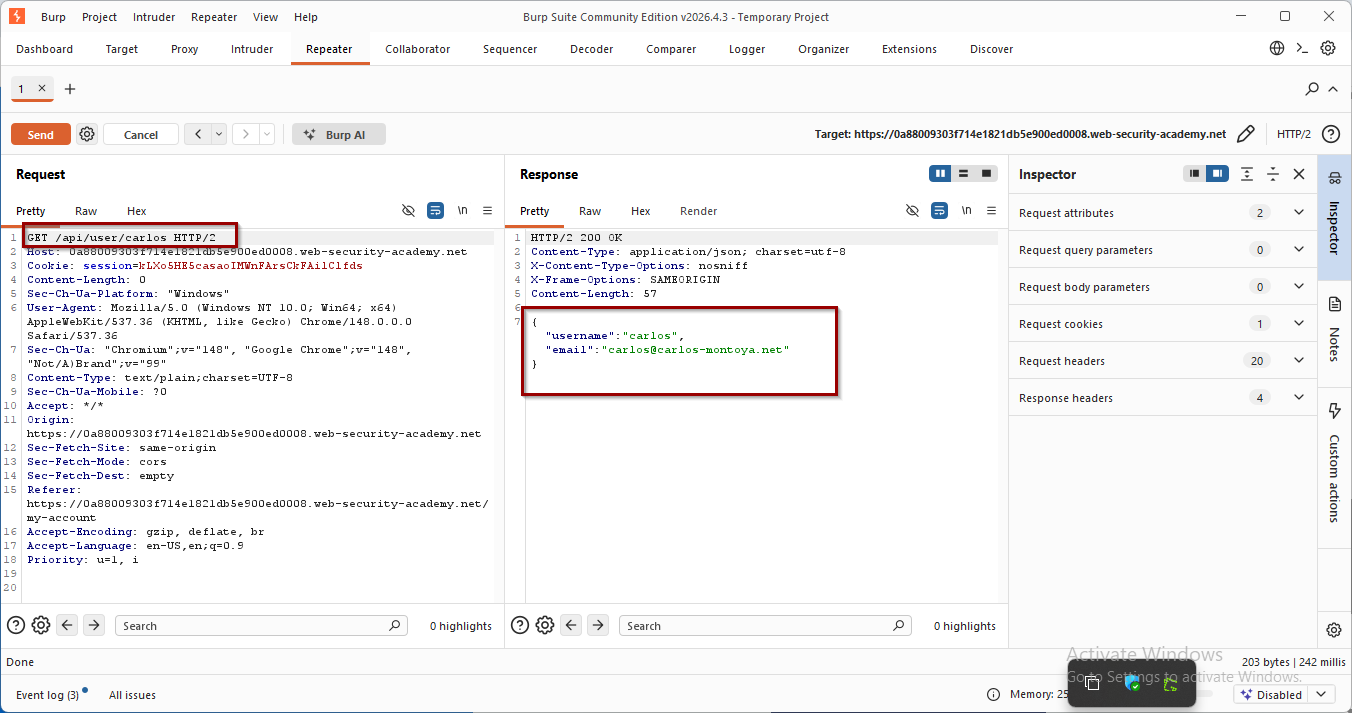 Burp Project Intruder Repeater View Help Burp Suite Community Edition v2026.4.3 - Temporary Project
Dashboard Target Proxy Intruder Repeater Collaborator Sequencer Decoder Comparer Logger Organizer Extensions Discover
1
Send Cancel Burp AI Target: https://0a88009303f714e1821db5e900ed0008.web-security-academy.net HTTP/2
Request
Pretty Raw Hex \n
1 GET /api/user/carlos HTTP/2
2 Host: 0a88009303f714e1821db5e900ed0008.web-security-academy.net
3 Cookie: session=kLXo5HE5casaoIMWnFArsCkFAilClfds
4 Content-Length: 0
5 Sec-Ch-Ua-Platform: "Windows"
6 User-Agent: Mozilla/5.0 (Windows NT 10.0; Win64; x64)
AppleWebKit/537.36 (KHTML, like Gecko) Chrome/148.0.0.0
Safari/537.36
7 Sec-Ch-Ua: "Chromium";v="148", "Google Chrome";v="148",
"Not/A)Brand";v="99"
8 Content-Type: text/plain;charset=UTF-8
9 Sec-Ch-Ua-Mobile: ?0
10 Accept: */*
11 Origin:
https://0a88009303f714e1821db5e900ed0008.web-security-academy.net
12 Sec-Fetch-Site: same-origin
13 Sec-Fetch-Mode: cors
14 Sec-Fetch-Dest: empty
15 Referer:
https://0a88009303f714e1821db5e900ed0008.web-security-academy.net/
my-account
16 Accept-Encoding: gzip, deflate, br
17 Accept-Language: en-US,en;q=0.9
18 Priority: u=1, i
19
20
Search 0 highlights
Response
Pretty Raw Hex Render \n
1 HTTP/2 200 OK
2 Content-Type: application/json; charset=utf-8
3 X-Content-Type-Options: nosniff
4 X-Frame-Options: SAMEORIGIN
5 Content-Length: 57
6
7 {
"username":"carlos",
"email":"carlos@carlos-montoya.net"
}
Search 0 highlights
Inspector
Request attributes 2
Request query parameters 0
Request body parameters 0
Request cookies 1
Request headers 20
Response headers 4
Inspector
Notes
Custom actions
Done 203 bytes | 242 millis
Activate Windows
Go to Settings to activate Windows.
Event log (3) All issues Memory: 25 Disabled